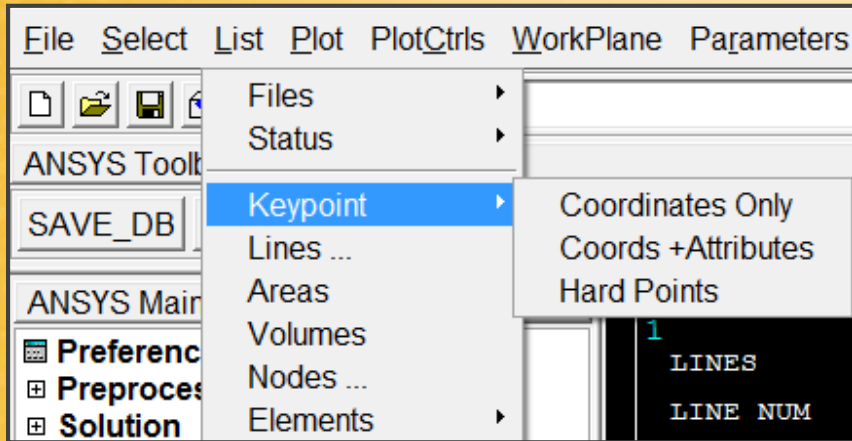 File Select List Plot PlotCtrls WorkPlane Parameters
Files
Status
ANSYS Toolb
SAVE_DB
Keypoint
Coordinates Only
Lines ...
Coords +Attributes
Areas
Hard Points
ANSYS Main
Volumes
1
Preferenc
LINES
Nodes ...
Preproces
Elements
LINE NUM
Solution